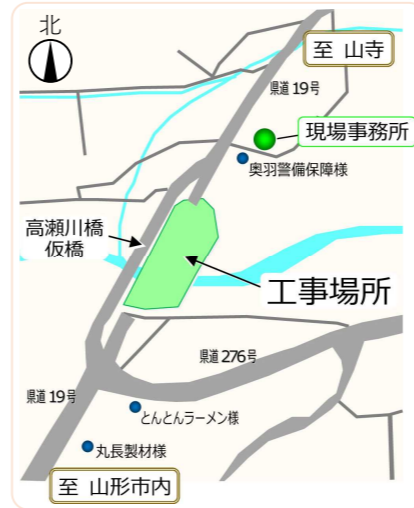 北
至 山寺
県道19号
現場事務所
奥羽警備保障様
高瀬川橋
仮橋
工事場所
県道276号
県道19号
とんとんラーメン様
丸長製材様
至 山形市内